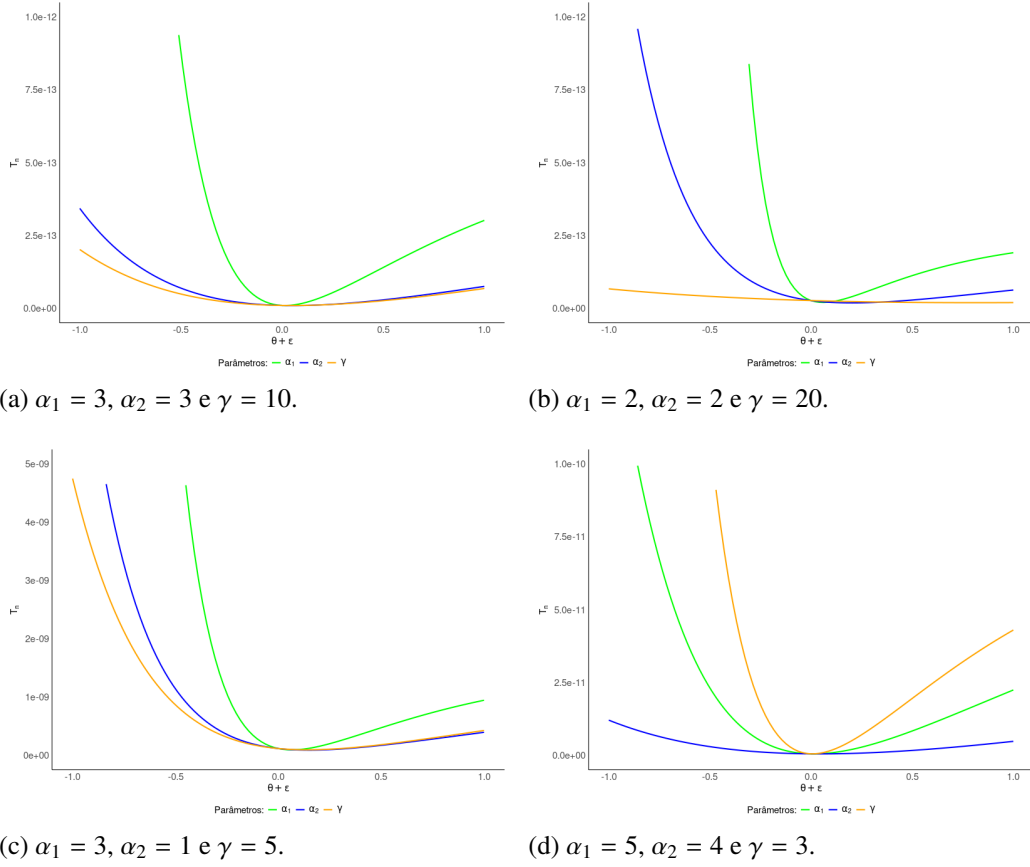 1.0e-12
7.5e-13
5.0e-13
2.5e-13
0.0e+00
T_n
-1.0 -0.5 0.0 0.5 1.0
θ + ε
Parâmetros: α₁ α₂ γ
(a) α₁ = 3, α₂ = 3 e γ = 10.
1.0e-12
7.5e-13
5.0e-13
2.5e-13
0.0e+00
T_n
-1.0 -0.5 0.0 0.5 1.0
θ + ε
Parâmetros: α₁ α₂ γ
(b) α₁ = 2, α₂ = 2 e γ = 20.
5e-09
4e-09
3e-09
2e-09
1e-09
0e+00
T_n
-1.0 -0.5 0.0 0.5 1.0
θ + ε
Parâmetros: α₁ α₂ γ
(c) α₁ = 3, α₂ = 1 e γ = 5.
1.0e-10
7.5e-11
5.0e-11
2.5e-11
0.0e+00
T_n
-1.0 -0.5 0.0 0.5 1.0
θ + ε
Parâmetros: α₁ α₂ γ
(d) α₁ = 5, α₂ = 4 e γ = 3.